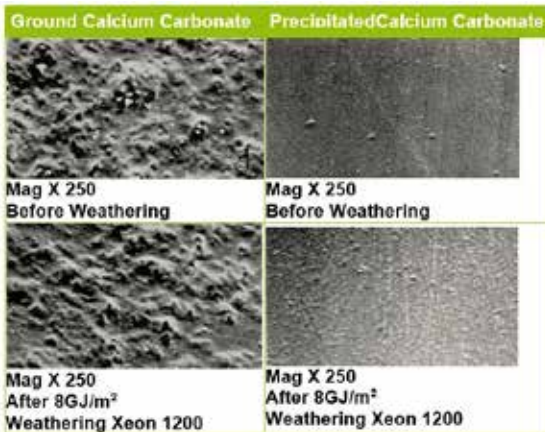 Ground Calcium Carbonate
PrecipitatedCalcium Carbonate
Mag X 250
Before Weathering
Mag X 250
Before Weathering
Mag X 250
After 8GJ/m²
Weathering Xeon 1200
Mag X 250
After 8GJ/m²
Weathering Xeon 1200